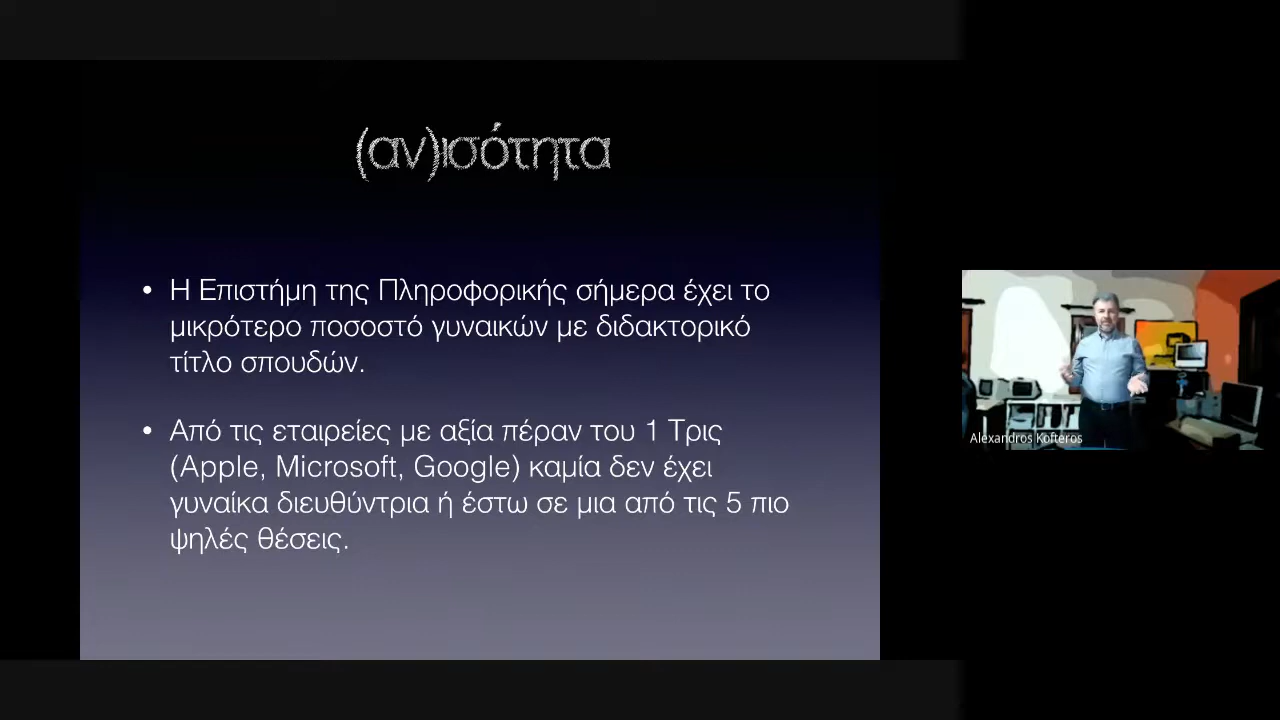 (αν)ισότητα
• Η Επιστήμη της Πληροφορικής σήμερα έχει το
μικρότερο ποσοστό γυναικών με διδακτορικό
τίτλο σπουδών.
• Από τις εταιρείες με αξία πέραν του 1 Τρις
(Apple, Microsoft, Google) καμία δεν έχει
γυναίκα διευθύντρια ή έστω σε μια από τις 5 πιο
ψηλές θέσεις.
Alexandros Kofteros